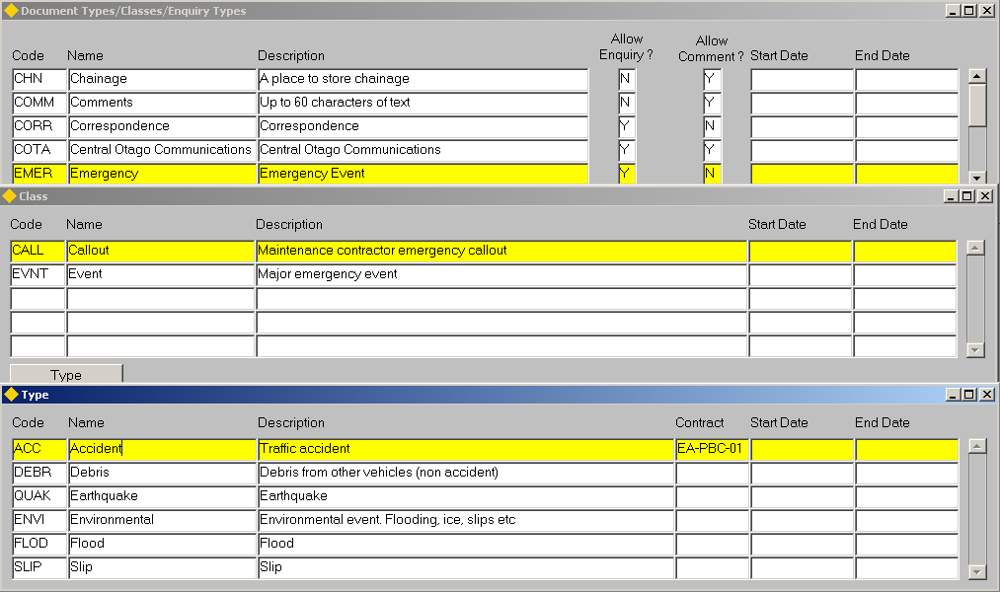 Document Types/Classes/Enquiry Types
Allow Allow
Code Name Description Enquiry ? Comment ? Start Date End Date
CHN Chainage A place to store chainage N Y
COMM Comments Up to 60 characters of text N Y
CORR Correspondence Correspondence Y N
COTA Central Otago Communications Central Otago Communications Y Y
EMER Emergency Emergency Event Y N
Class
Code Name Description Start Date End Date
CALL Callout Maintenance contractor emergency callout
EVNT Event Major emergency event
Type
Type
Code Name Description Contract Start Date End Date
ACC Accident Traffic accident EA-PBC-01
DEBR Debris Debris from other vehicles (non accident)
QUAK Earthquake Earthquake
ENVI Environmental Environmental event. Flooding, ice, slips etc
FLOD Flood Flood
SLIP Slip Slip